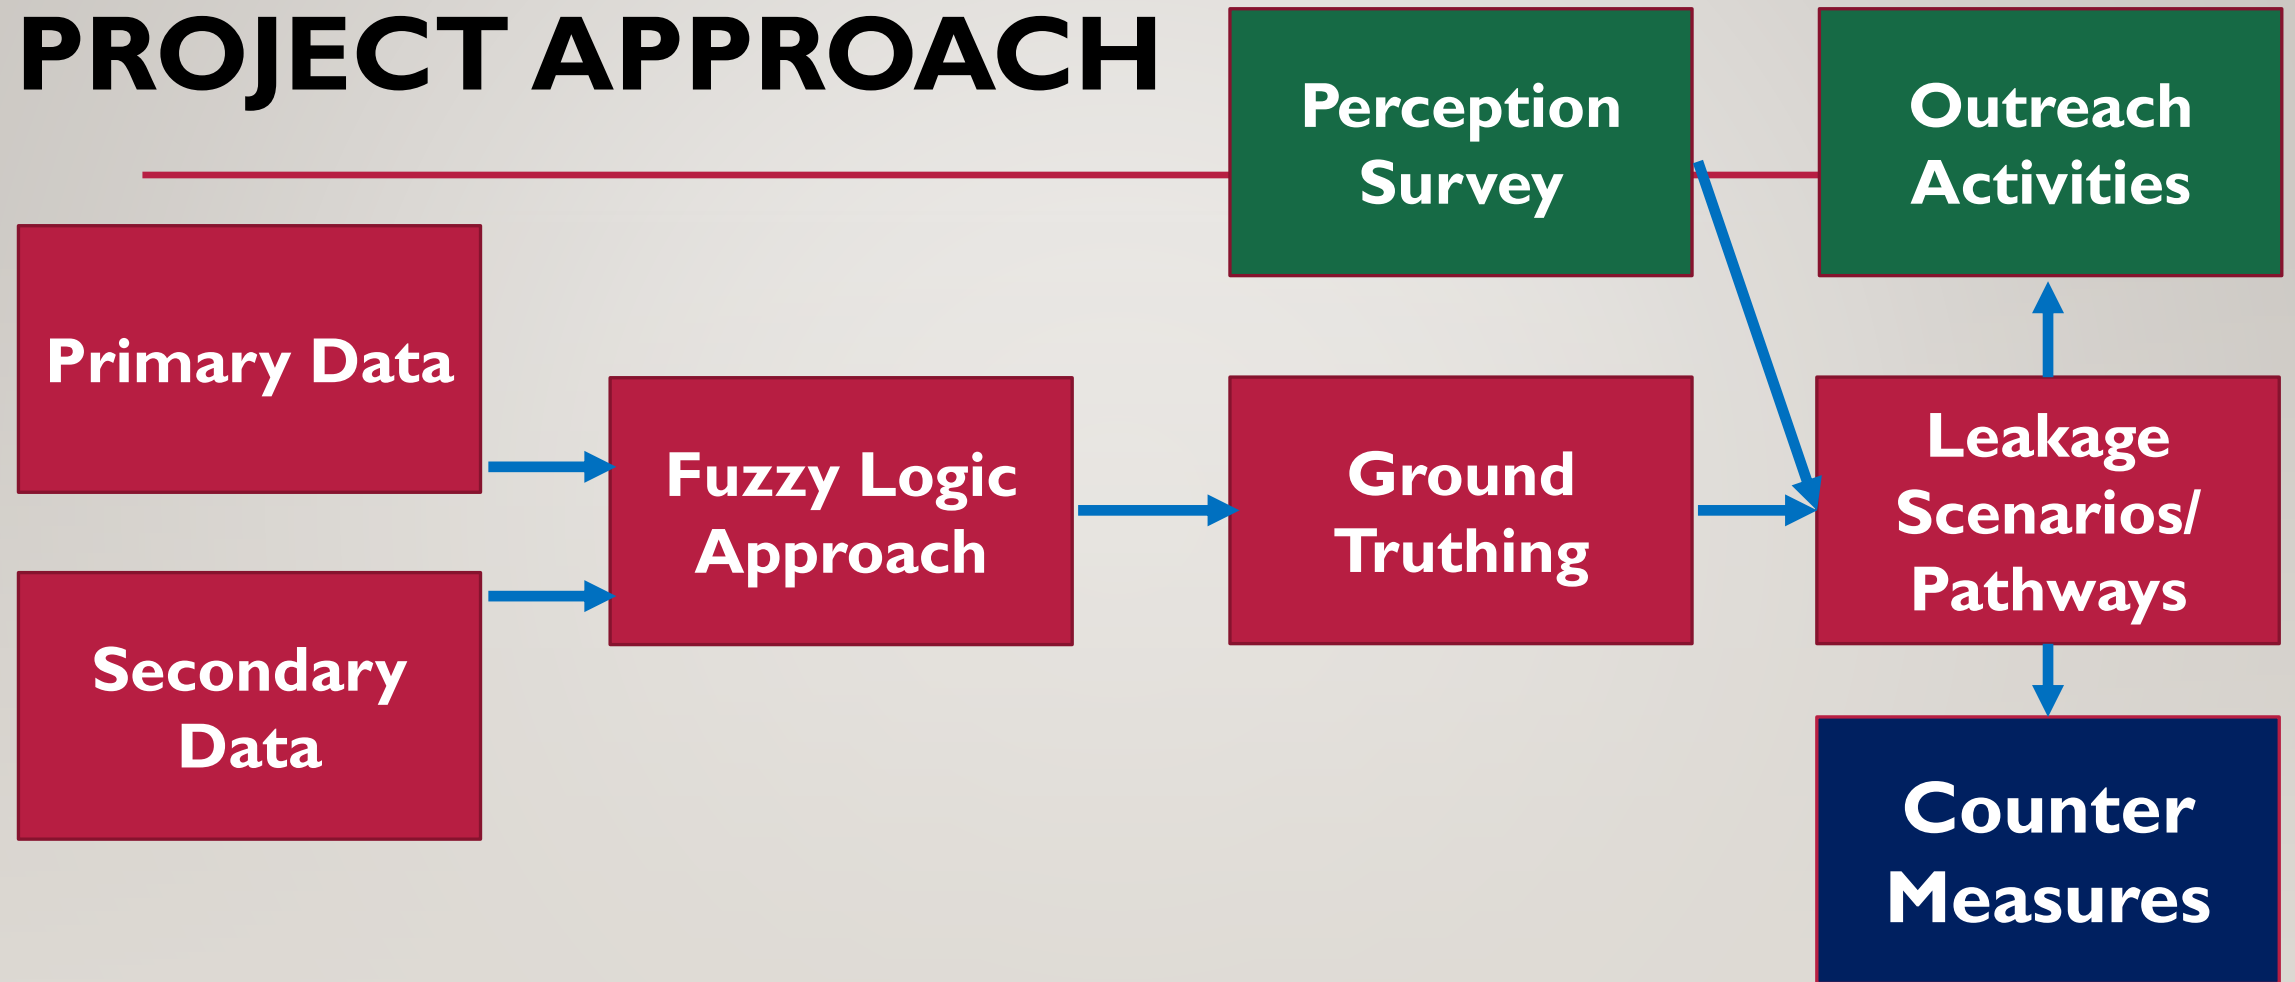 PROJECT APPROACH
Perception
Survey
Outreach
Activities
Primary Data
Secondary
Data
Fuzzy Logic
Approach
Ground
Truthing
Leakage
Scenarios/
Pathways
Counter
Measures